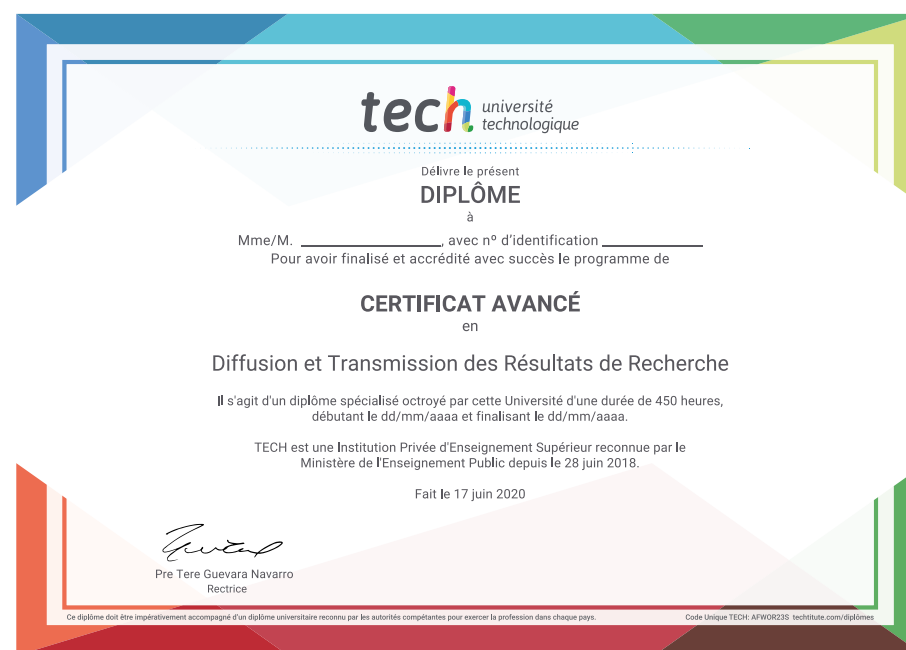 tech université
technologique
Délivre le présent
DIPLÔME
à
Mme/M. ____________________, avec nº d'identification ______________
Pour avoir finalisé et accrédité avec succès le programme de
CERTIFICAT AVANCÉ
en
Diffusion et Transmission des Résultats de Recherche
Il s'agit d'un diplôme spécialisé octroyé par cette Université d'une durée de 450 heures,
débutant le dd/mm/aaaa et finalisant le dd/mm/aaaa.
TECH est une Institution Privée d'Enseignement Supérieur reconnue par le
Ministère de l'Enseignement Public depuis le 28 juin 2018.
Fait le 17 juin 2020
Pre Tere Guevara Navarro
Rectrice
Ce diplôme doit être impérativement accompagné d'un diplôme universitaire reconnu par les autorités compétantes pour exercer la profession dans chaque pays.
Code Unique TECH: AFWOR23S techtitute.com/diplômes